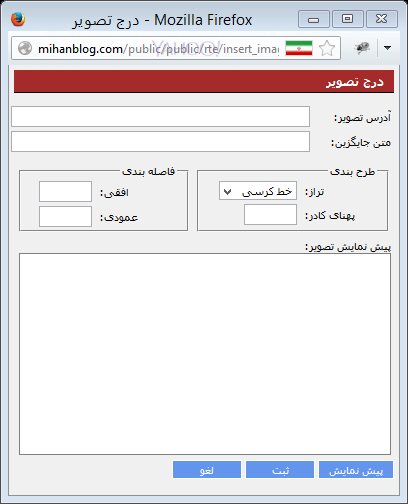 درج تصویر - Mozilla Firefox
mihanblog.com/public/public/rte/insert_ima
درج تصویر
آدرس تصویر:
متن جایگزین:
طرح بندی
تراز: خط کرسی
پهنای کادر:
فاصله بندی
افقی:
عمودی:
پیش نمایش تصویر:
پیش نمایش ثبت لغو